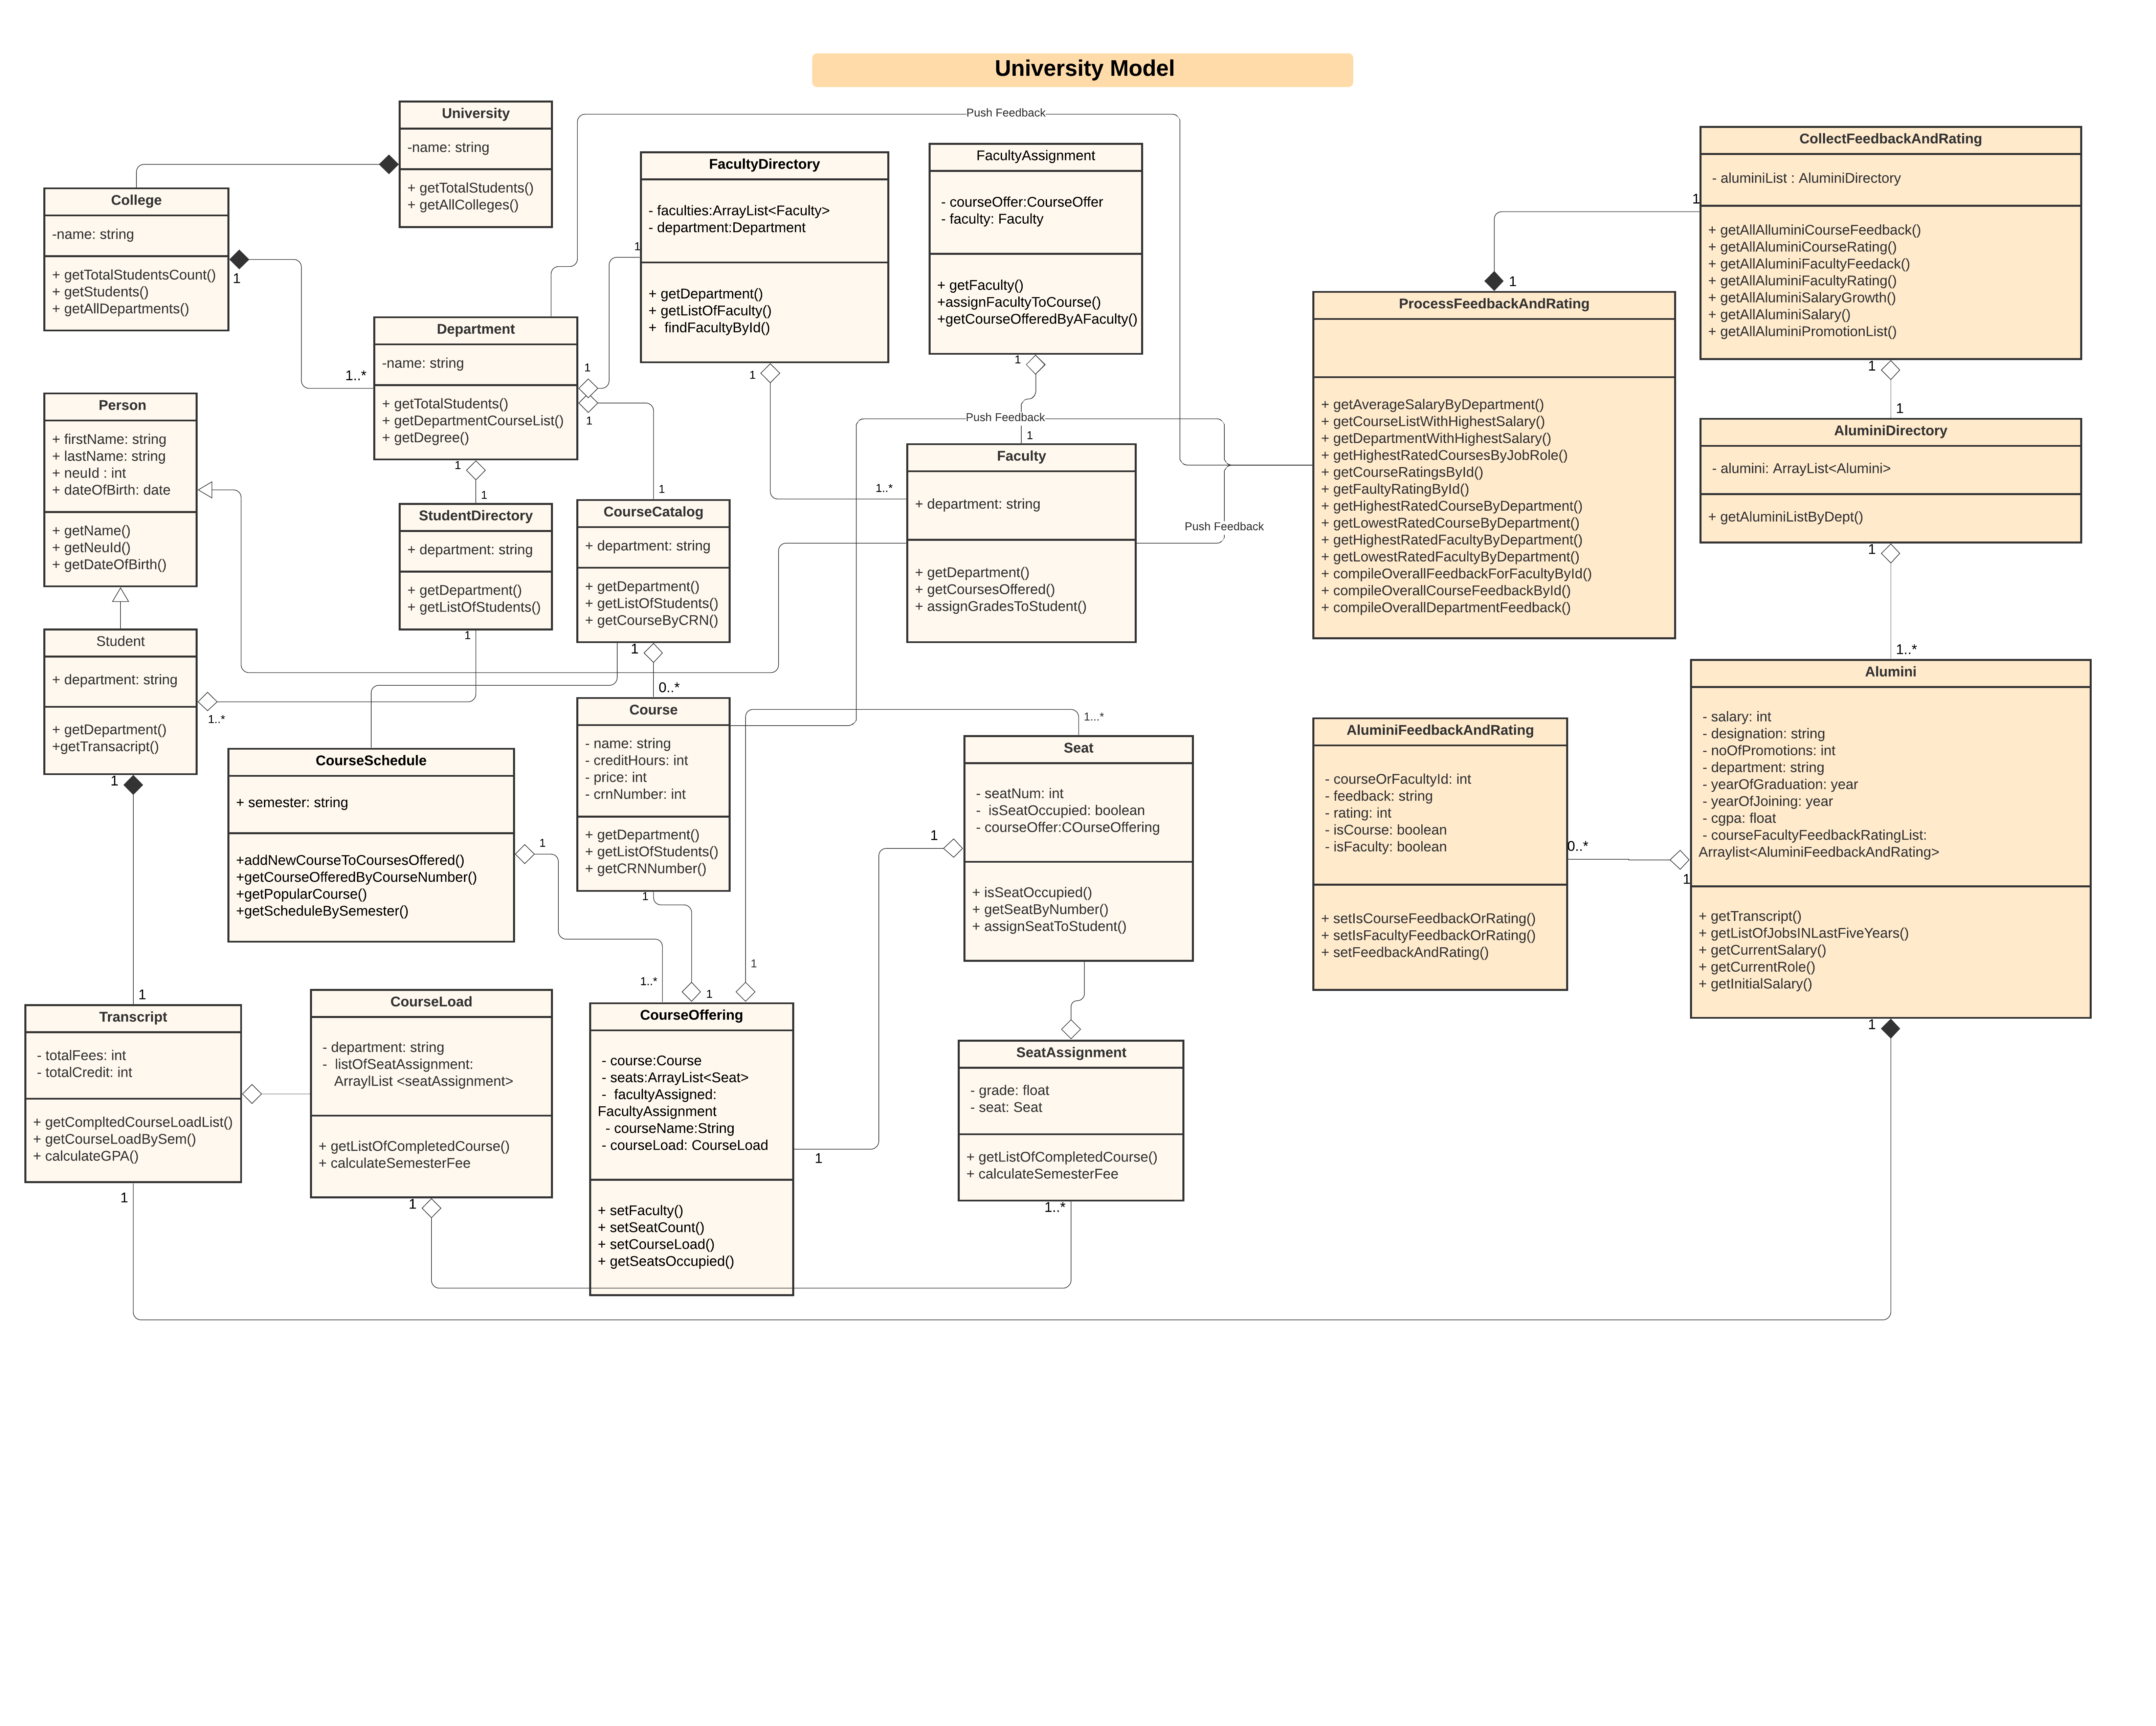 University Model
University
-name: string
+ getTotalStudents()
+ getAllColleges()
Push Feedback
College
-name: string
+ getTotalStudentsCount()
+ getStudents()
+ getAllDepartments()
1
1..*
FacultyDirectory
- faculties:ArrayList<Faculty>
- department:Department
+ getDepartment()
+ getListOfFaculty()
+  findFacultyById()
1
1
FacultyAssignment
- courseOffer:CourseOffer
- faculty: Faculty
+ getFaculty()
+assignFacultyToCourse()
+getCourseOfferedByAFaculty()
1
CollectFeedbackAndRating
- aluminiList : AluminiDirectory
+ getAllAlluminiCourseFeedback()
+ getAllAluminiCourseRating()
+ getAllAluminiFacultyFeedack()
+ getAllAluminiFacultyRating()
+ getAllAluminiSalaryGrowth()
+ getAllAluminiSalary()
+ getAllAluminiPromotionList()
1
1
1
ProcessFeedbackAndRating
+ getAverageSalaryByDepartment()
+ getCourseListWithHighestSalary()
+ getDepartmentWithHighestSalary()
+ getHighestRatedCoursesByJobRole()
+ getCourseRatingsById()
+ getFaultyRatingById()
+ getHighestRatedCourseByDepartment()
+ getLowestRatedCourseByDepartment()
+ getHighestRatedFacultyByDepartment()
+ getLowestRatedFacultyByDepartment()
+ compileOverallFeedbackForFacultyById()
+ compileOverallCourseFeedbackById()
+ compileOverallDepartmentFeedback()
Department
-name: string
+ getTotalStudents()
+ getDepartmentCourseList()
+ getDegree()
1
1
1
Person
+ firstName: string
+ lastName: string
+ neuId : int
+ dateOfBirth: date
+ getName()
+ getNeuId()
+ getDateOfBirth()
Push Feedback
1
1..*
Faculty
+ department: string
+ getDepartment()
+ getCoursesOffered()
+ assignGradesToStudent()
Push Feedback
1
AluminiDirectory
- alumini: ArrayList<Alumini>
+ getAluminiListByDept()
1
1..*
1
StudentDirectory
+ department: string
+ getDepartment()
+ getListOfStudents()
1
1
CourseCatalog
+ department: string
+ getDepartment()
+ getListOfStudents()
+ getCourseByCRN()
1
0..*
Student
+ department: string
+ getDepartment()
+getTransacript()
1..*
1
CourseSchedule
+ semester: string
+addNewCourseToCoursesOffered()
+getCourseOfferedByCourseNumber()
+getPopularCourse()
+getScheduleBySemester()
1
1..*
Course
- name: string
- creditHours: int
- price: int
- crnNumber: int
+ getDepartment()
+ getListOfStudents()
+ getCRNNumber()
1
1
1
1...*
Seat
- seatNum: int
-  isSeatOccupied: boolean
- courseOffer:COurseOffering
+ isSeatOccupied()
+ getSeatByNumber()
+ assignSeatToStudent()
1
AluminiFeedbackAndRating
- courseOrFacultyId: int
- feedback: string
- rating: int
- isCourse: boolean
- isFaculty: boolean
+ setIsCourseFeedbackOrRating()
+ setIsFacultyFeedbackOrRating()
+ setFeedbackAndRating()
0..*
1
Alumini
- salary: int
- designation: string
- noOfPromotions: int
- department: string
- yearOfGraduation: year
- yearOfJoining: year
- cgpa: float
- courseFacultyFeedbackRatingList:
Arraylist<AluminiFeedbackAndRating>
+ getTranscript()
+ getListOfJobsINLastFiveYears()
+ getCurrentSalary()
+ getCurrentRole()
+ getInitialSalary()
1
1
Transcript
- totalFees: int
- totalCredit: int
+ getCompltedCourseLoadList()
+ getCourseLoadBySem()
+ calculateGPA()
1
CourseLoad
- department: string
-  listOfSeatAssignment:
ArraylList <seatAssignment>
+ getListOfCompletedCourse()
+ calculateSemesterFee
1
CourseOffering
- course:Course
- seats:ArrayList<Seat>
-  facultyAssigned:
FacultyAssignment
- courseName:String
- courseLoad: CourseLoad
+ setFaculty()
+ setSeatCount()
+ setCourseLoad()
+ getSeatsOccupied()
1
SeatAssignment
- grade: float
- seat: Seat
+ getListOfCompletedCourse()
+ calculateSemesterFee
1..*